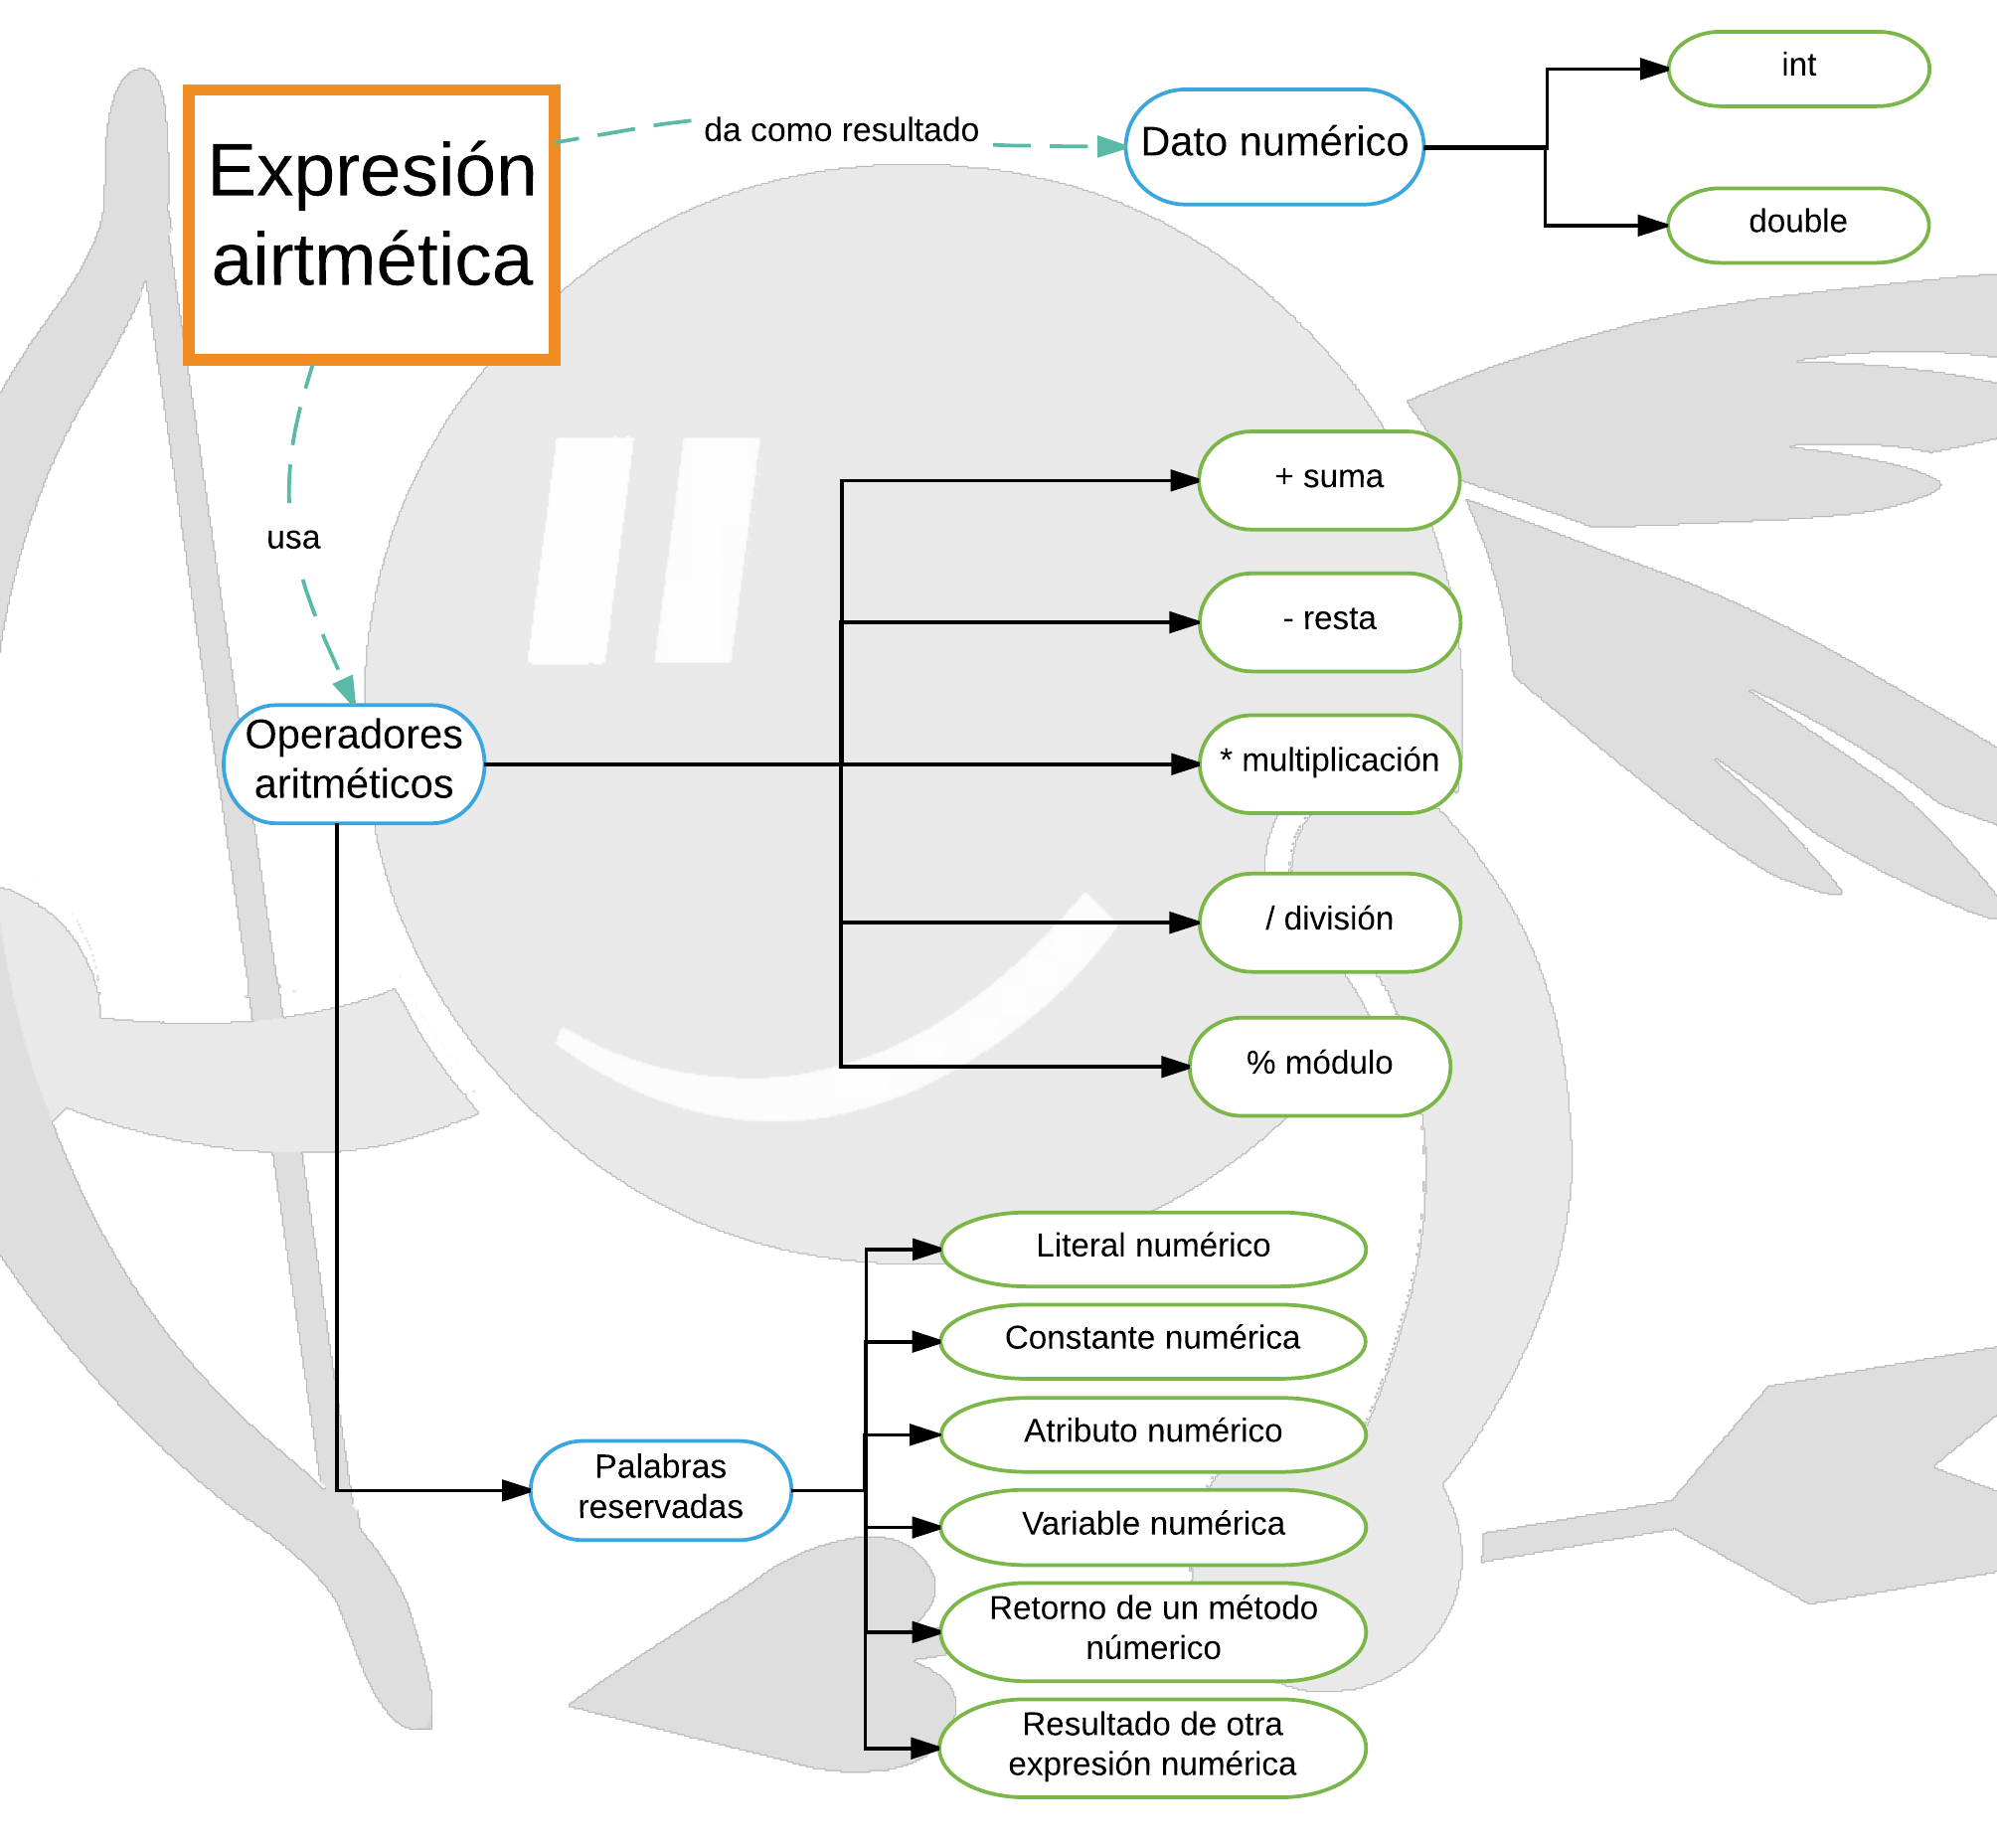 Expresión
airtmética
da como resultado
Dato numérico
int
double
usa
Operadores
aritméticos
+ suma
- resta
* multiplicación
/ división
% módulo
Palabras
reservadas
Literal numérico
Constante numérica
Atributo numérico
Variable numérica
Retorno de un método
númerico
Resultado de otra
expresión numérica